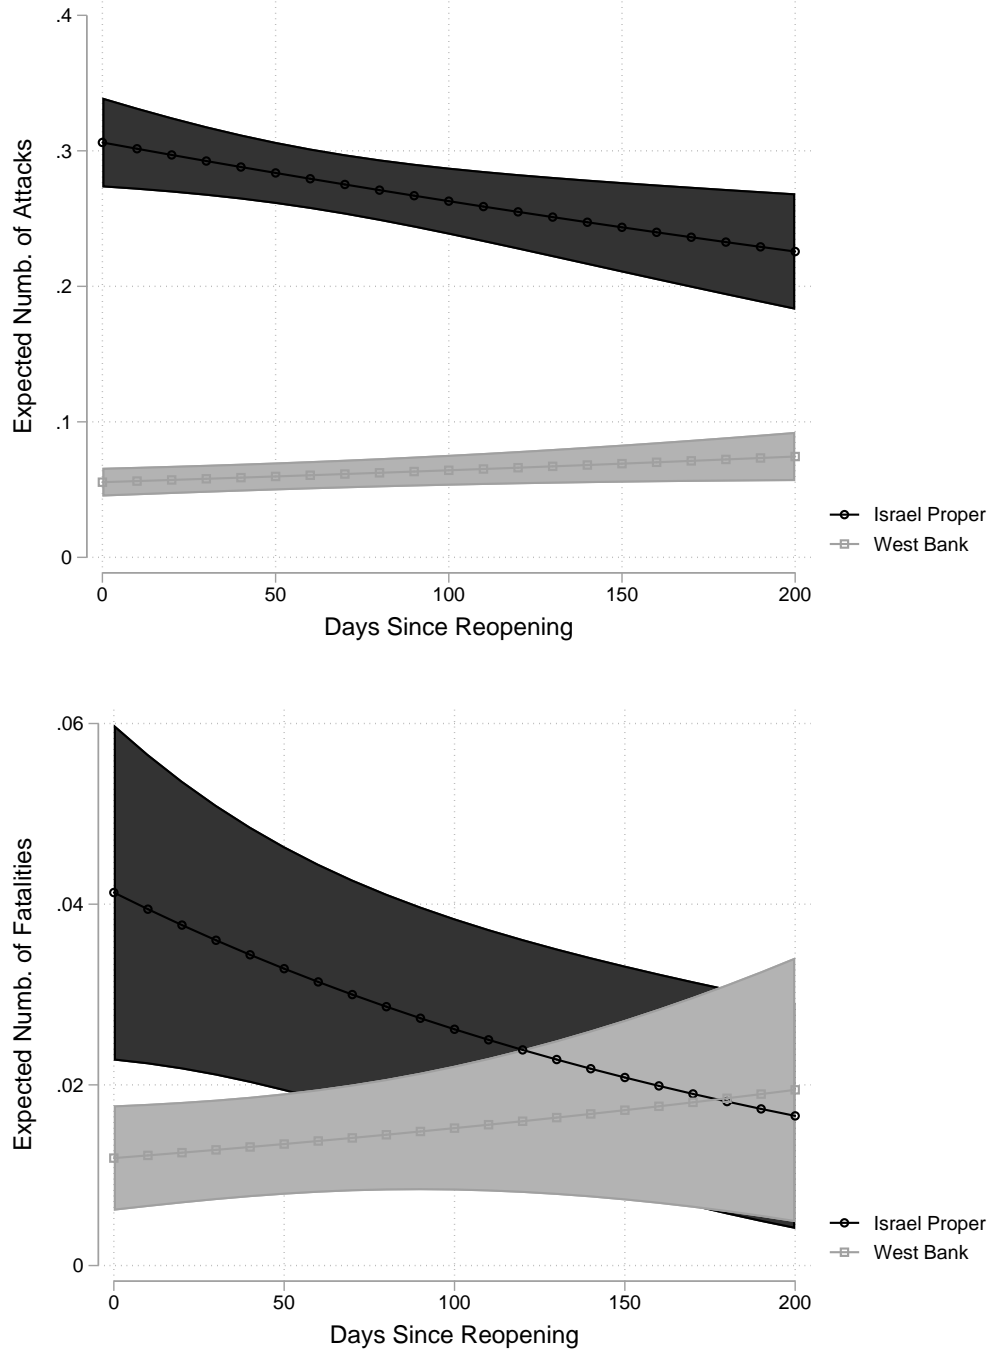 .4
.3
.2
.1
0
Expected Numb. of Attacks
0 50 100 150 200
Days Since Reopening
Israel Proper
West Bank
.06
.04
.02
0
Expected Numb. of Fatalities
0 50 100 150 200
Days Since Reopening
Israel Proper
West Bank